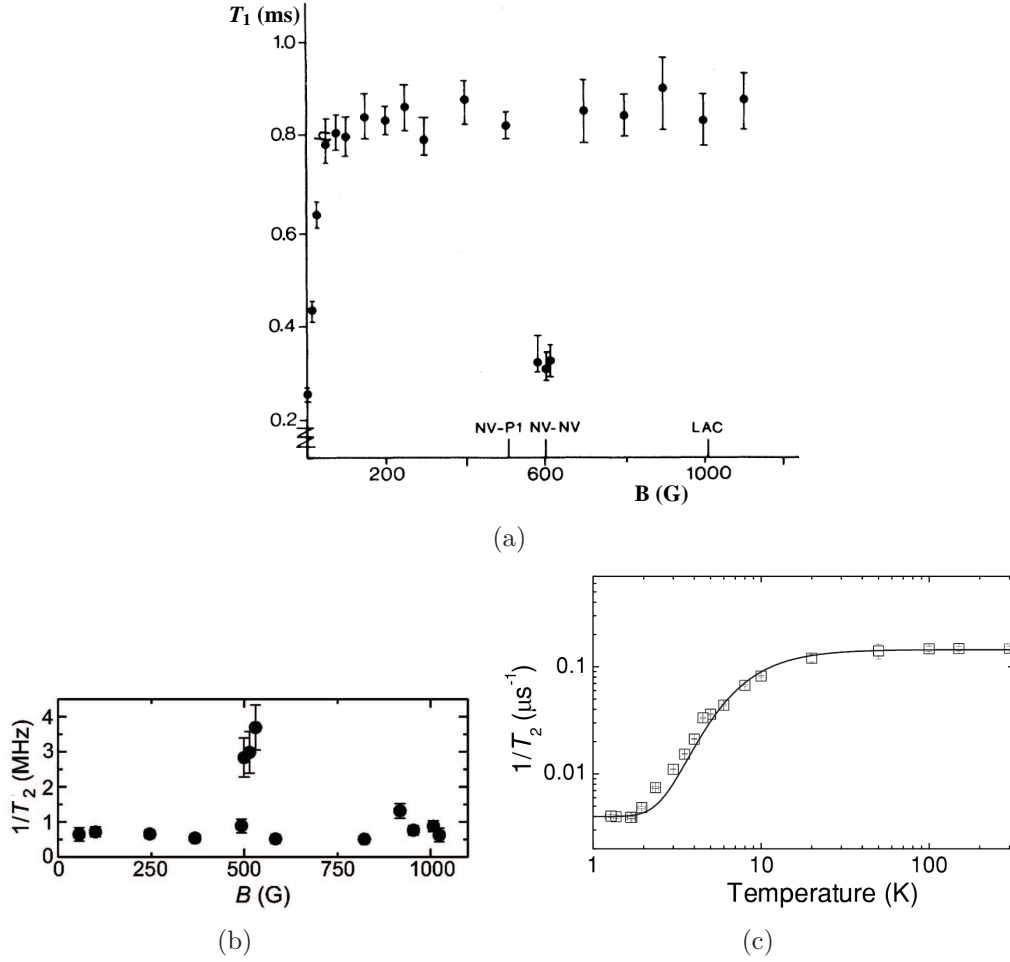 T₁ (ms)
1.0
0.8
0.6
0.4
0.2
NV-P1 NV-NV LAC
200 600 1000
B (G)
(a)
1/T₂ (MHz)
4
3
2
1
0
0 250 500 750 1000
B (G)
(b)
1/T₂ (μs⁻¹)
0.1
0.01
1 10 100
Temperature (K)
(c)